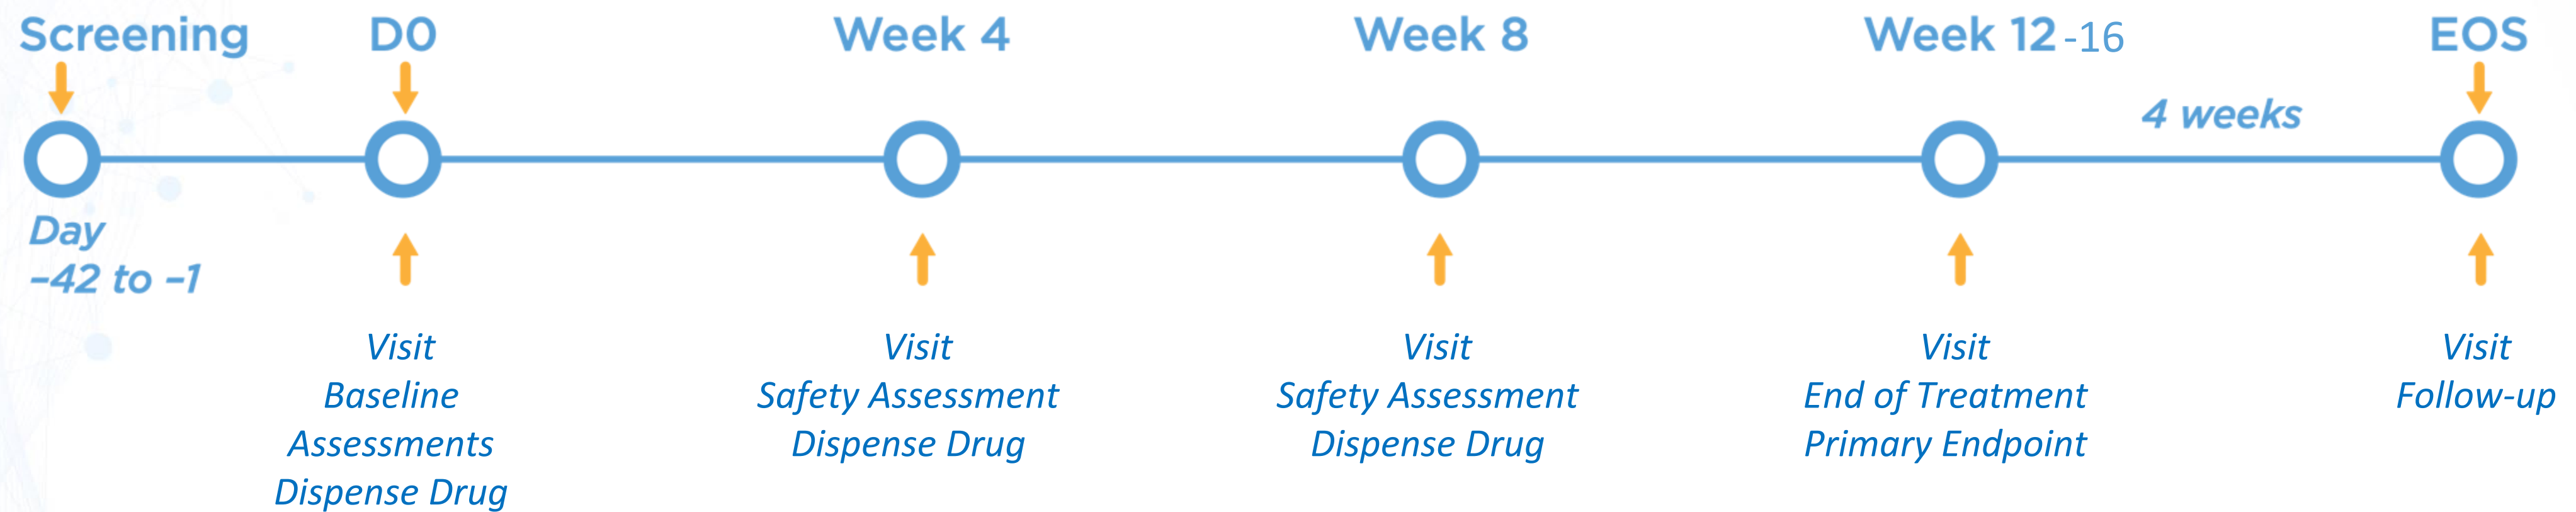 Screening
D0
Week 4
Week 8
Week 12 -16
EOS
4 weeks
Day
–42 to –1
Visit
Baseline
Assessments
Dispense Drug
Visit
Safety Assessment
Dispense Drug
Visit
Safety Assessment
Dispense Drug
Visit
End of Treatment
Primary Endpoint
Visit
Follow-up